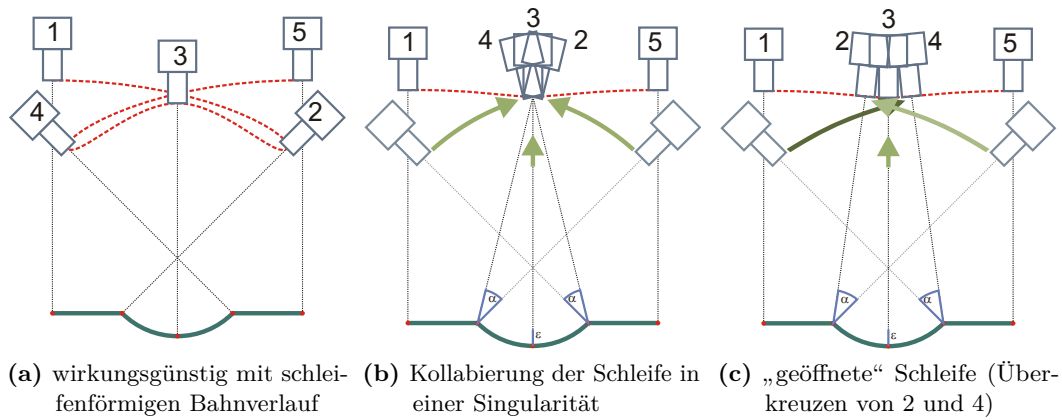 1
3
5
4
2
1
4
3
2
5
1
2
3
4
5
α
α
ε
α
α
ε
(a) wirkungsgünstig mit schlei-
fenförmigen Bahnverlauf
(b) Kollabierung der Schleife in
einer Singularität
(c) „geöffnete“ Schleife (Über-
kreuzen von 2 und 4)